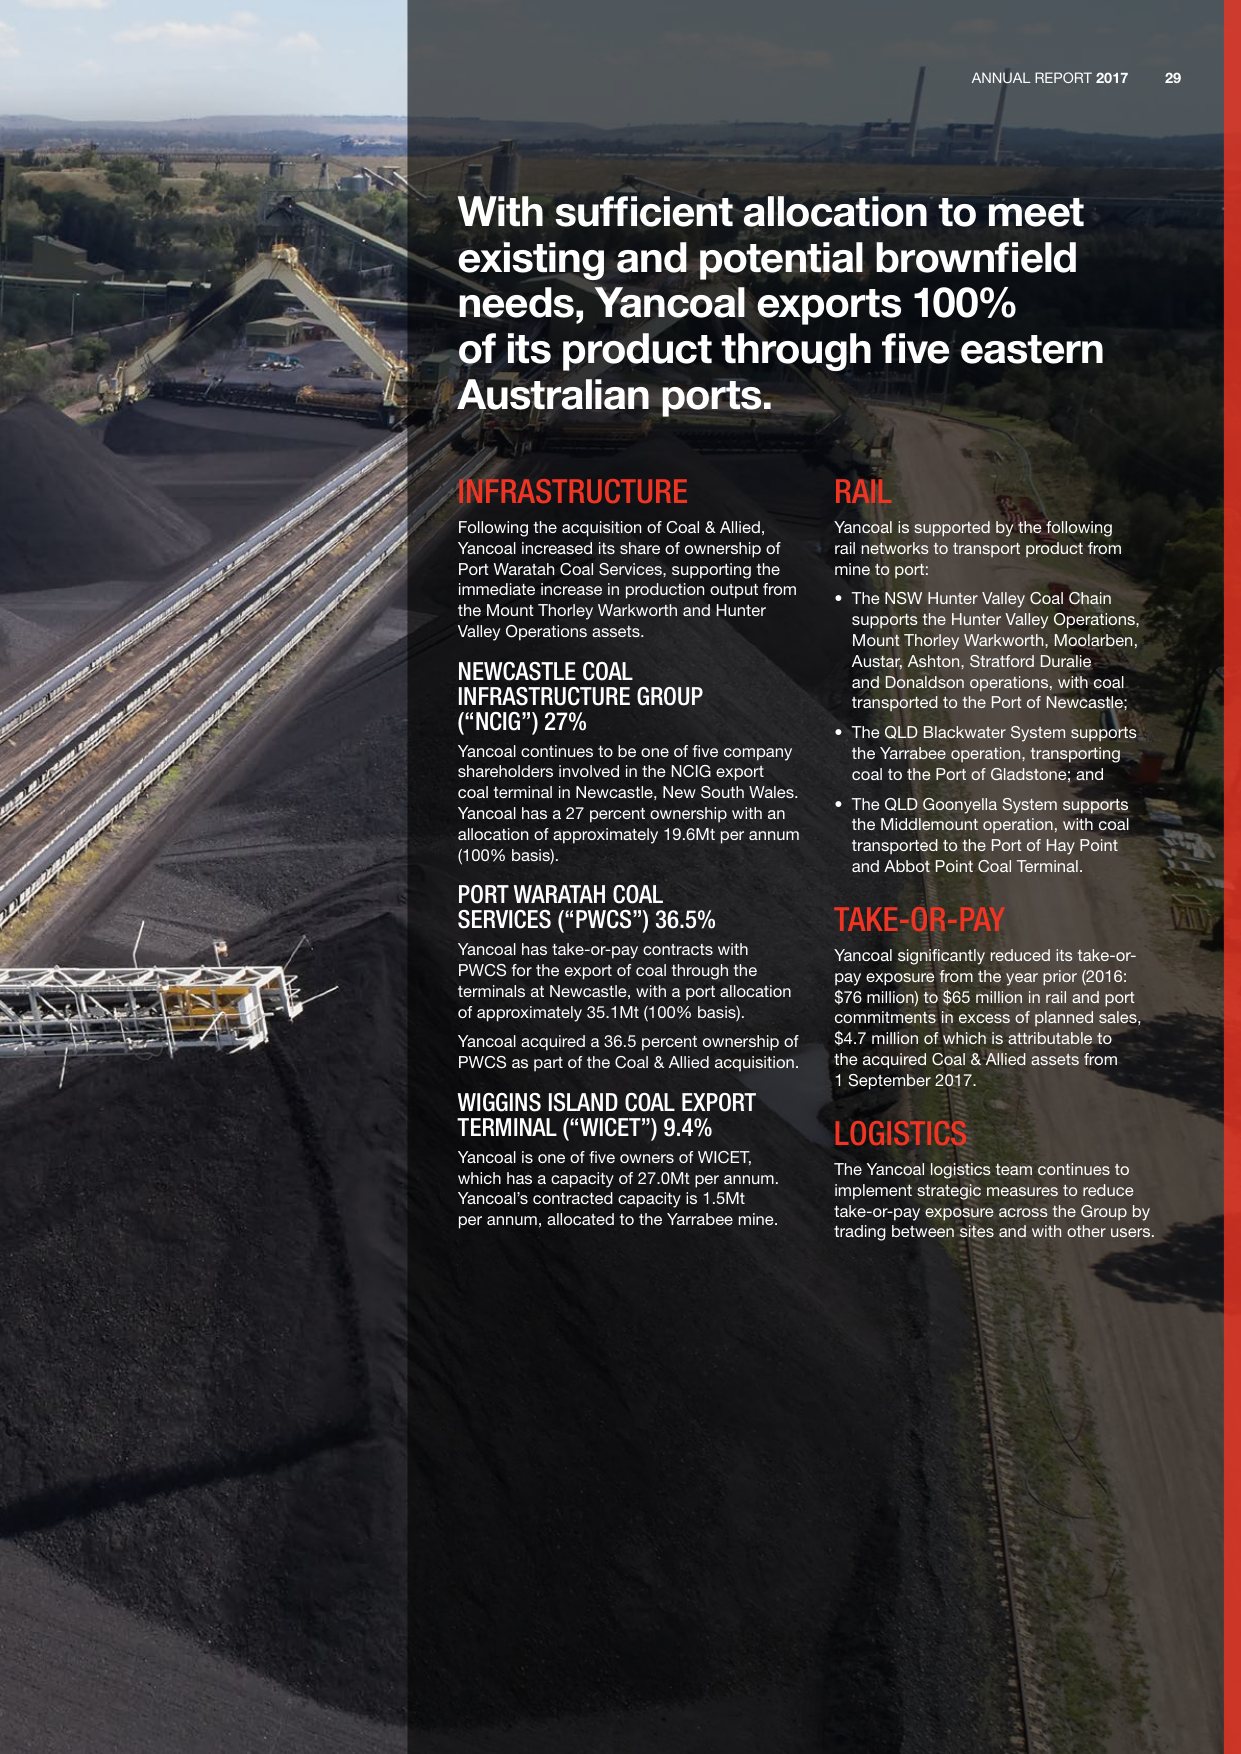 ANNUAL REPORT 2017 29
With sufficient allocation to meet
existing and potential brownfield
needs, Yancoal exports 100%
of its product through five eastern
Australian ports.
INFRASTRUCTURE
Following the acquisition of Coal & Allied,
Yancoal increased its share of ownership of
Port Waratah Coal Services, supporting the
immediate increase in production output from
the Mount Thorley Warkworth and Hunter
Valley Operations assets.
NEWCASTLE COAL
INFRASTRUCTURE GROUP
(“NCIG”) 27%
Yancoal continues to be one of five company
shareholders involved in the NCIG export
coal terminal in Newcastle, New South Wales.
Yancoal has a 27 percent ownership with an
allocation of approximately 19.6Mt per annum
(100% basis).
PORT WARATAH COAL
SERVICES (“PWCS”) 36.5%
Yancoal has take-or-pay contracts with
PWCS for the export of coal through the
terminals at Newcastle, with a port allocation
of approximately 35.1Mt (100% basis).
Yancoal acquired a 36.5 percent ownership of
PWCS as part of the Coal & Allied acquisition.
WIGGINS ISLAND COAL EXPORT
TERMINAL (“WICET”) 9.4%
Yancoal is one of five owners of WICET,
which has a capacity of 27.0Mt per annum.
Yancoal’s contracted capacity is 1.5Mt
per annum, allocated to the Yarrabee mine.
RAIL
Yancoal is supported by the following
rail networks to transport product from
mine to port:
• The NSW Hunter Valley Coal Chain
supports the Hunter Valley Operations,
Mount Thorley Warkworth, Moolarben,
Austar, Ashton, Stratford Duralie
and Donaldson operations, with coal
transported to the Port of Newcastle;
• The QLD Blackwater System supports
the Yarrabee operation, transporting
coal to the Port of Gladstone; and
• The QLD Goonyella System supports
the Middlemount operation, with coal
transported to the Port of Hay Point
and Abbot Point Coal Terminal.
TAKE-OR-PAY
Yancoal significantly reduced its take-or-
pay exposure from the year prior (2016:
$76 million) to $65 million in rail and port
commitments in excess of planned sales,
$4.7 million of which is attributable to
the acquired Coal & Allied assets from
1 September 2017.
LOGISTICS
The Yancoal logistics team continues to
implement strategic measures to reduce
take-or-pay exposure across the Group by
trading between sites and with other users.